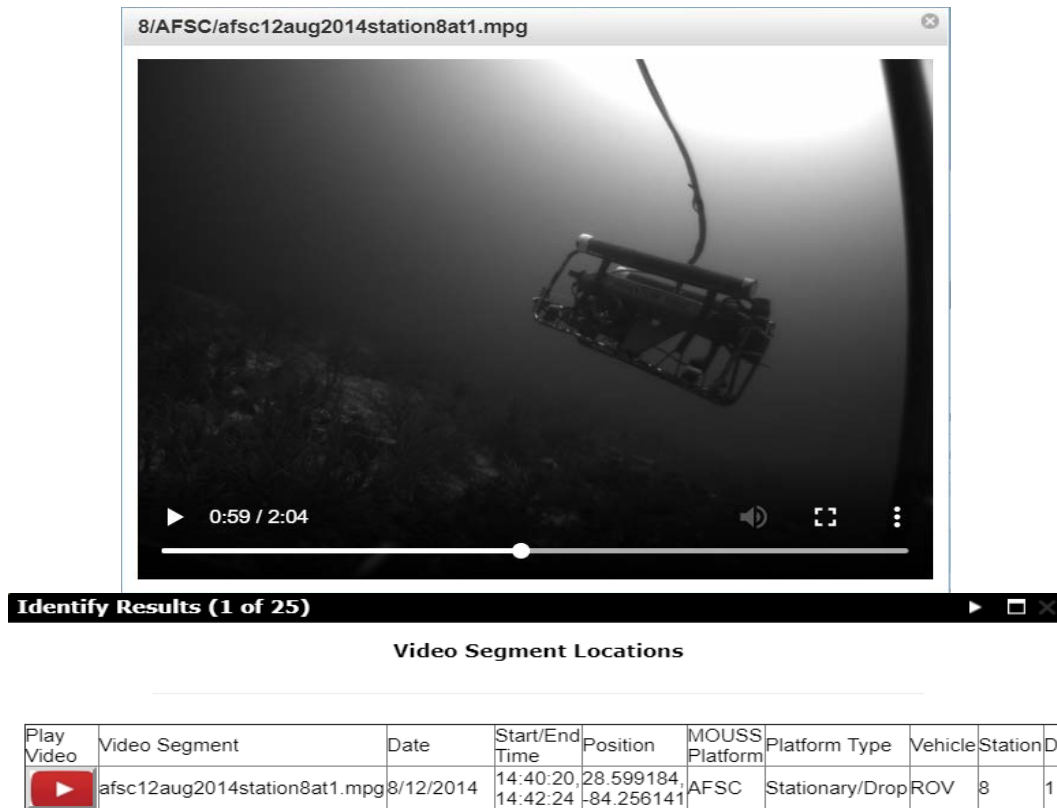 8/AFSC/afsc12aug2014station8at1.mpg
0:59 / 2:04
Identify Results (1 of 25)
Video Segment Locations
Play Video Video Segment Date Start/End Time Position MOUSS Platform Platform Type Vehicle Station D
afsc12aug2014station8at1.mpg 8/12/2014 14:40:20, 14:42:24 28.599184, -84.256141 AFSC Stationary/Drop ROV 8 1